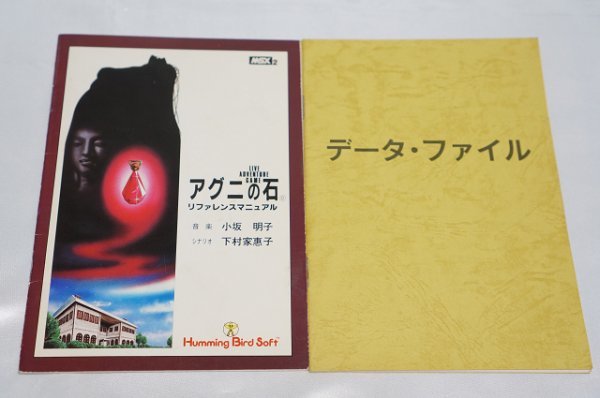 MSX2
LIVE
ADVENTURE
GAME
アグニの石
リファレンスマニュアル
音楽 小坂 明子
シナリオ 下村家恵子
Humming Bird Soft
データ・ファイル